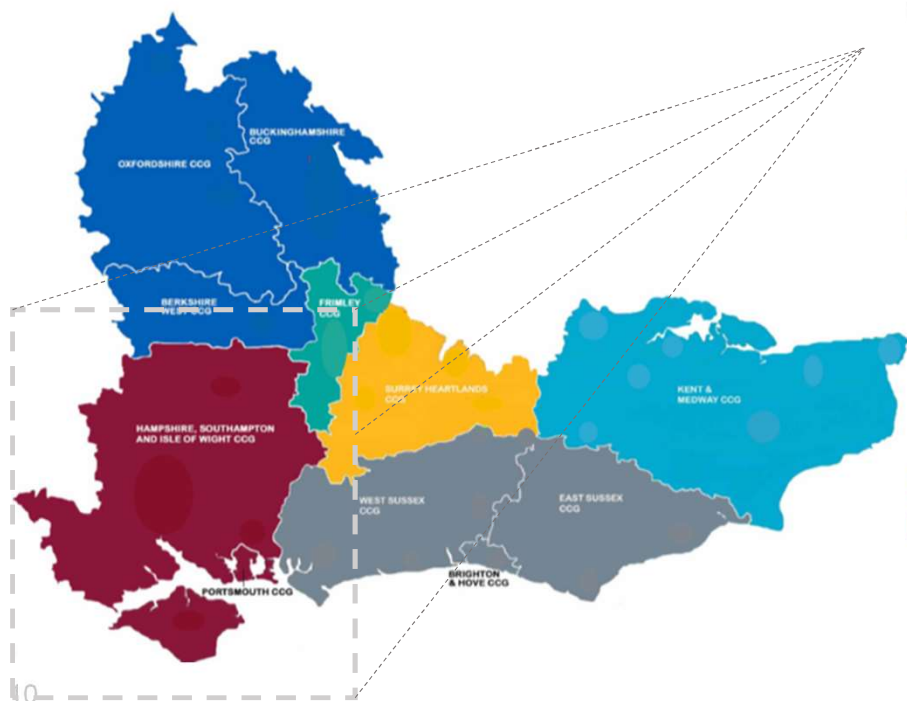 BUCKINGHAMSHIRE
CCG
OXFORDSHIRE CCG
BERKSHIRE
WEST CCG
FRIMLEY
CCG
SURREY HEARTLANDS
CCG
KENT &
MEDWAY CCG
HAMPSHIRE, SOUTHAMPTON
AND ISLE OF WIGHT CCG
WEST SUSSEX
CCG
EAST SUSSEX
CCG
BRIGHTON
& HOVE CCG
PORTSMOUTH CCG
10